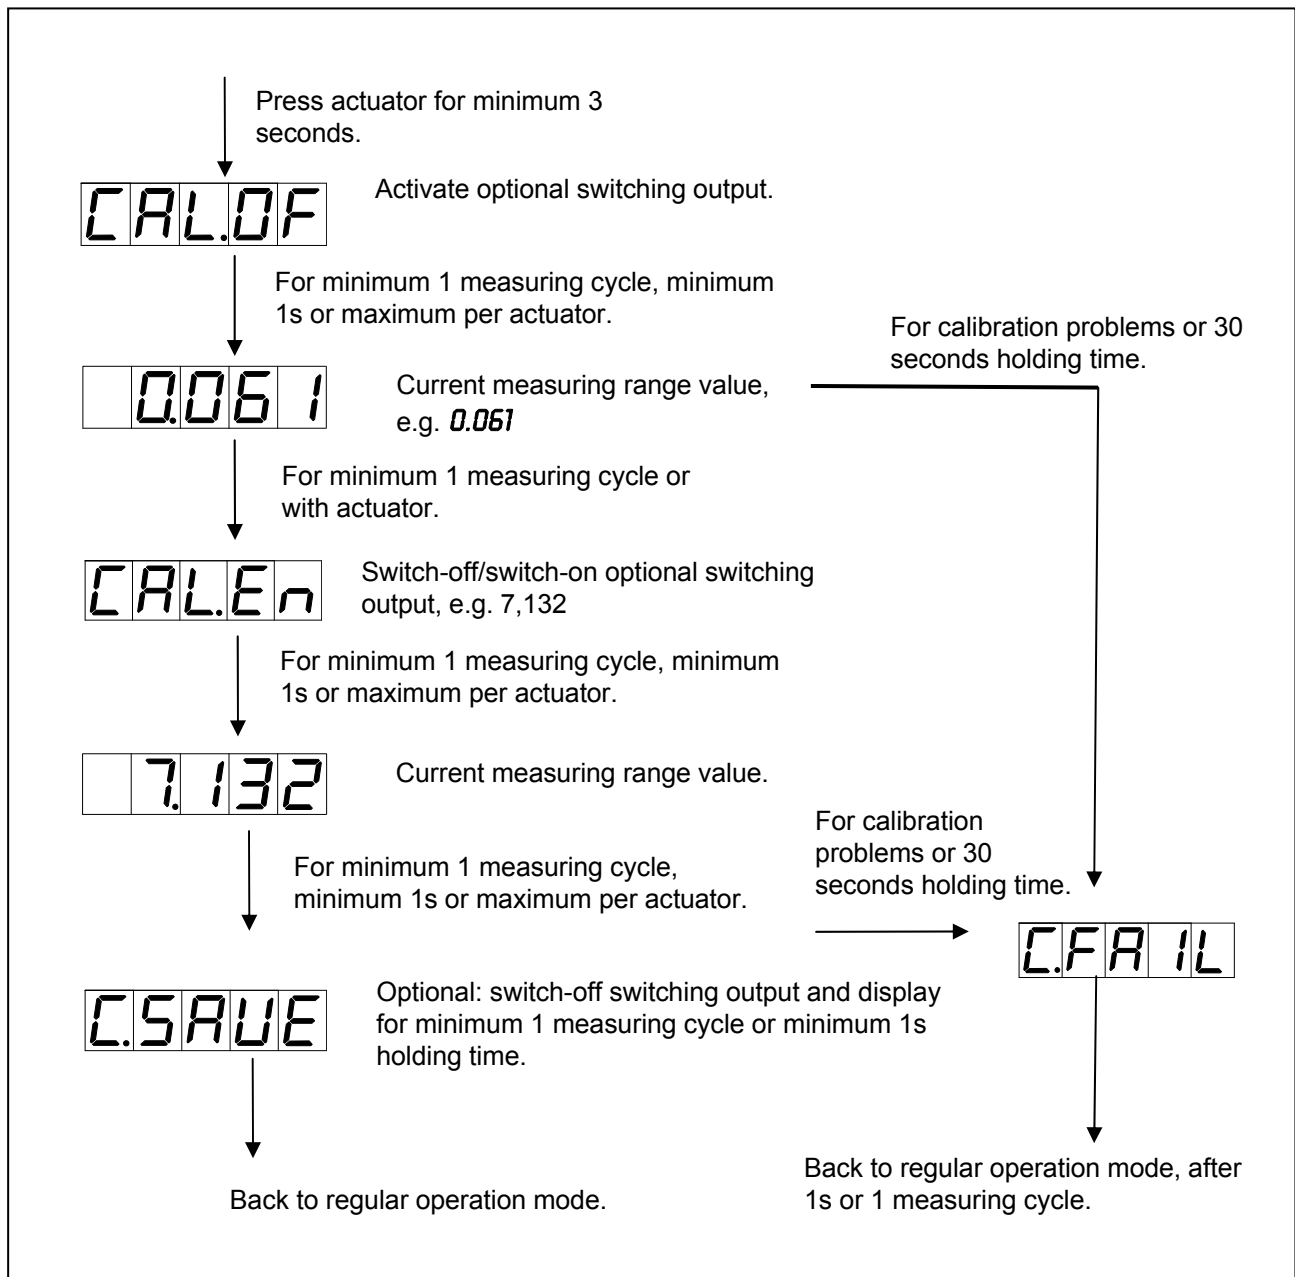 Press actuator for minimum 3
seconds.
CAL.OF
Activate optional switching output.
For minimum 1 measuring cycle, minimum
1s or maximum per actuator.
For calibration problems or 30
seconds holding time.
0.061
Current measuring range value,
e.g. 0.061
For minimum 1 measuring cycle or
with actuator.
CAL.En
Switch-off/switch-on optional switching
output, e.g. 7,132
For minimum 1 measuring cycle, minimum
1s or maximum per actuator.
7.132
Current measuring range value.
For calibration
problems or 30
seconds holding time.
For minimum 1 measuring cycle,
minimum 1s or maximum per actuator.
C.FAIL
C.SAVE
Optional: switch-off switching output and display
for minimum 1 measuring cycle or minimum 1s
holding time.
Back to regular operation mode.
Back to regular operation mode, after
1s or 1 measuring cycle.